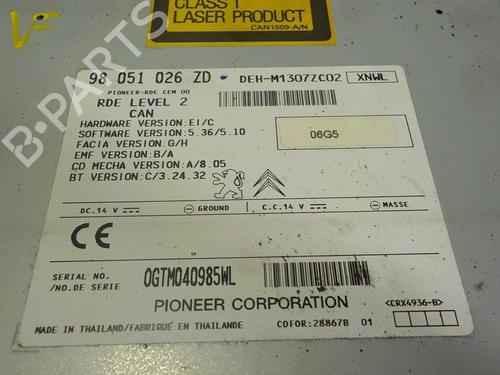 CLASS 1
LASER PRODUCT
CAN1509-A/N
VF
98 051 026 ZD DEH-M1307ZC02 XNWL
PIONEER-RDE CEM 00
RDE LEVEL 2
CAN
HARDWARE VERSION:EI/C
SOFTWARE VERSION:5.36/5.10
FACIA VERSION:G/H
EMF VERSION:B/A
CD MECHA VERSION:A/8.05
BT VERSION:C/3.24.32
06G5
DC.14 V GROUND C.C.14 V MASSE
CE
SERIAL NO.
/NO.DE SERIE
OGTM040985WL
PIONEER CORPORATION
<CRX4936-B>
MADE IN THAILAND/FABRIQUÉ EN THAILANDE COFOR:28867B 01
B-PARTS